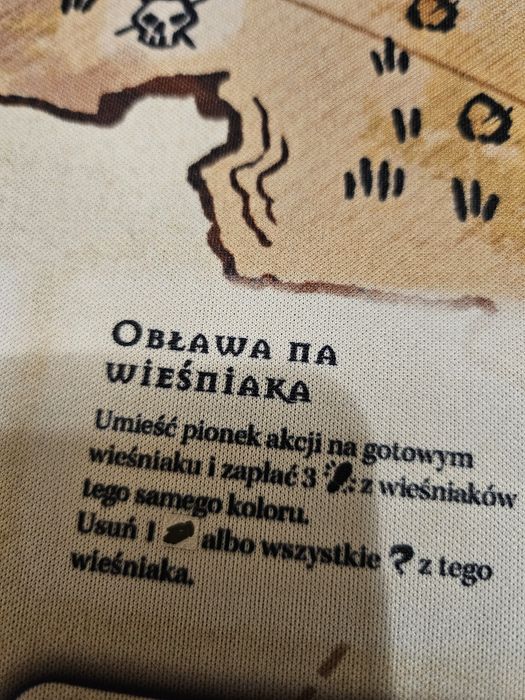 Obława na
wieśniaka
Umieść pionek akcji na gotowym
wieśniaku i zapłać 3 z wieśniaków
tego samego koloru.
Usuń 1 albo wszystkie z tego
wieśniaka.